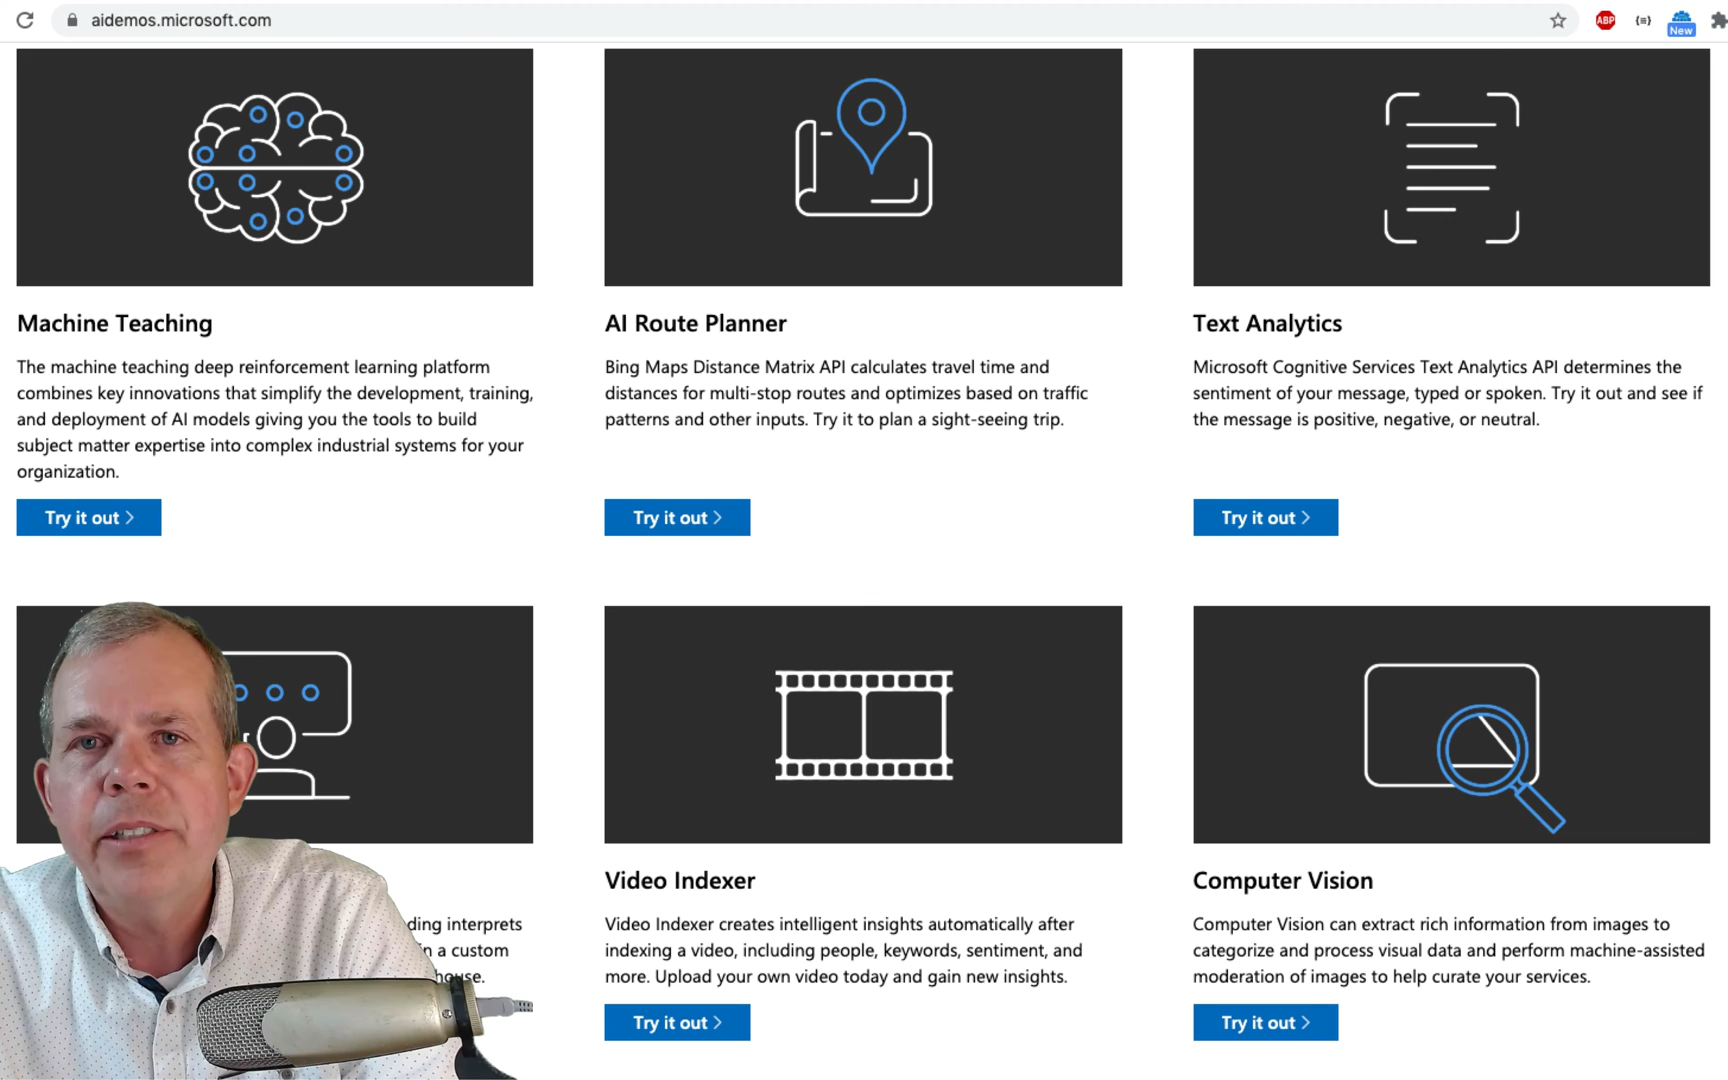 aidemos.microsoft.com
ABP
New
Machine Teaching
The machine teaching deep reinforcement learning platform
combines key innovations that simplify the development, training,
and deployment of AI models giving you the tools to build
subject matter expertise into complex industrial systems for your
organization.
Try it out
AI Route Planner
Bing Maps Distance Matrix API calculates travel time and
distances for multi-stop routes and optimizes based on traffic
patterns and other inputs. Try it to plan a sight-seeing trip.
Try it out
Text Analytics
Microsoft Cognitive Services Text Analytics API determines the
sentiment of your message, typed or spoken. Try it out and see if
the message is positive, negative, or neutral.
Try it out
interprets
a custom
Video Indexer
Video Indexer creates intelligent insights automatically after
indexing a video, including people, keywords, sentiment, and
more. Upload your own video today and gain new insights.
Try it out
Computer Vision
Computer Vision can extract rich information from images to
categorize and process visual data and perform machine-assisted
moderation of images to help curate your services.
Try it out